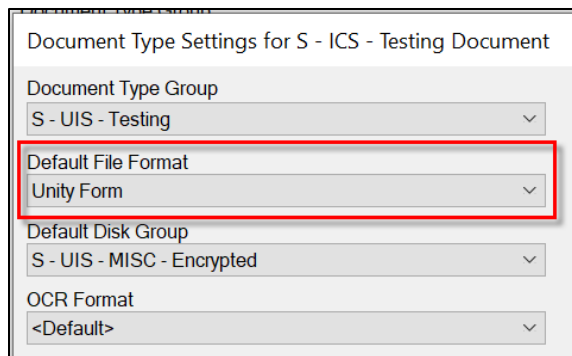 Document Type Settings for S - ICS - Testing Document
Document Type Group
S - UIS - Testing
Default File Format
Unity Form
Default Disk Group
S - UIS - MISC - Encrypted
OCR Format
<Default>